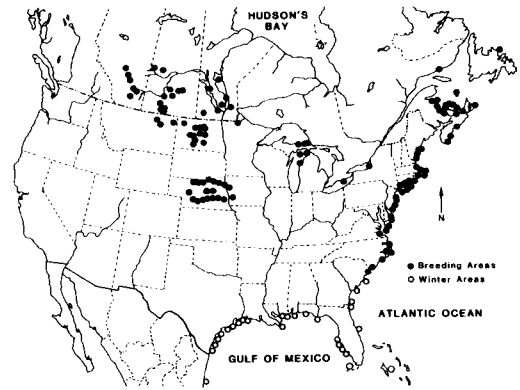 HUDSON'S
BAY
N
Breeding Areas
Winter Areas
ATLANTIC OCEAN
GULF OF MEXICO